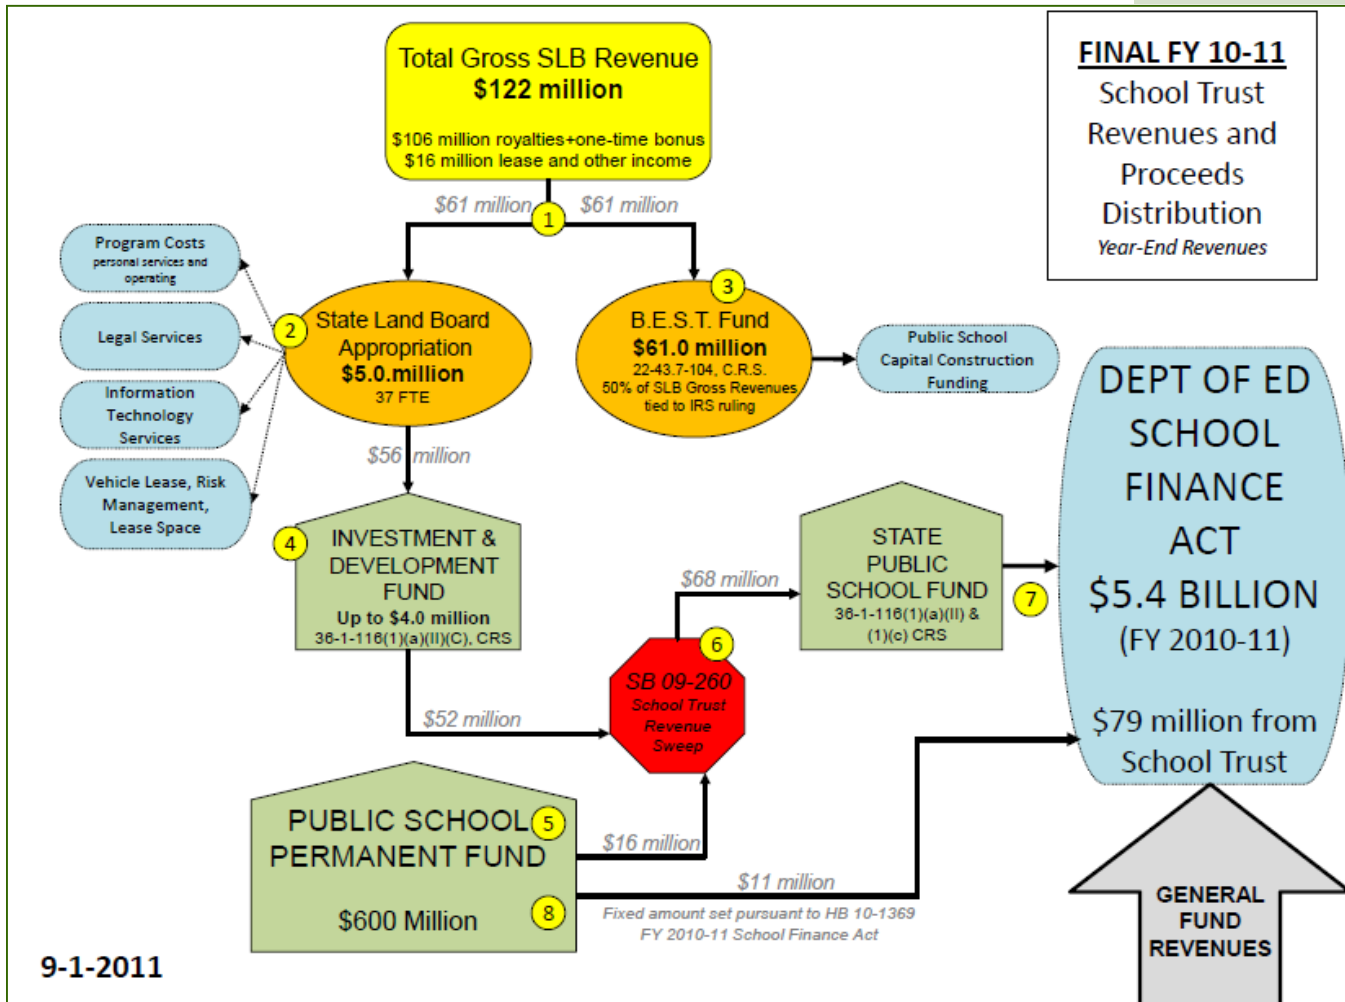 Total Gross SLB Revenue
$122 million
$106 million royalties+one-time bonus
$16 million lease and other income
FINAL FY 10-11
School Trust
Revenues and
Proceeds
Distribution
Year-End Revenues
$61 million
$61 million
1
Program Costs
personal services and
operating
Legal Services
Information
Technology
Services
Vehicle Lease, Risk
Management,
Lease Space
2
State Land Board
Appropriation
$5.0.million
37 FTE
3
B.E.S.T. Fund
$61.0 million
22-43.7-104, C.R.S.
50% of SLB Gross Revenues
tied to IRS ruling
Public School
Capital Construction
Funding
$56 million
4
INVESTMENT &
DEVELOPMENT
FUND
Up to $4.0 million
36-1-116(1)(a)(II)(C), CRS
$52 million
6
SB 09-260
School Trust
Revenue
Sweep
$68 million
STATE
PUBLIC
SCHOOL FUND
36-1-116(1)(a)(II) &
(1)(c) CRS
7
DEPT OF ED
SCHOOL
FINANCE
ACT
$5.4 BILLION
(FY 2010-11)
$79 million from
School Trust
PUBLIC SCHOOL
PERMANENT FUND
$600 Million
5
8
$16 million
$11 million
Fixed amount set pursuant to HB 10-1369
FY 2010-11 School Finance Act
GENERAL
FUND
REVENUES
9-1-2011